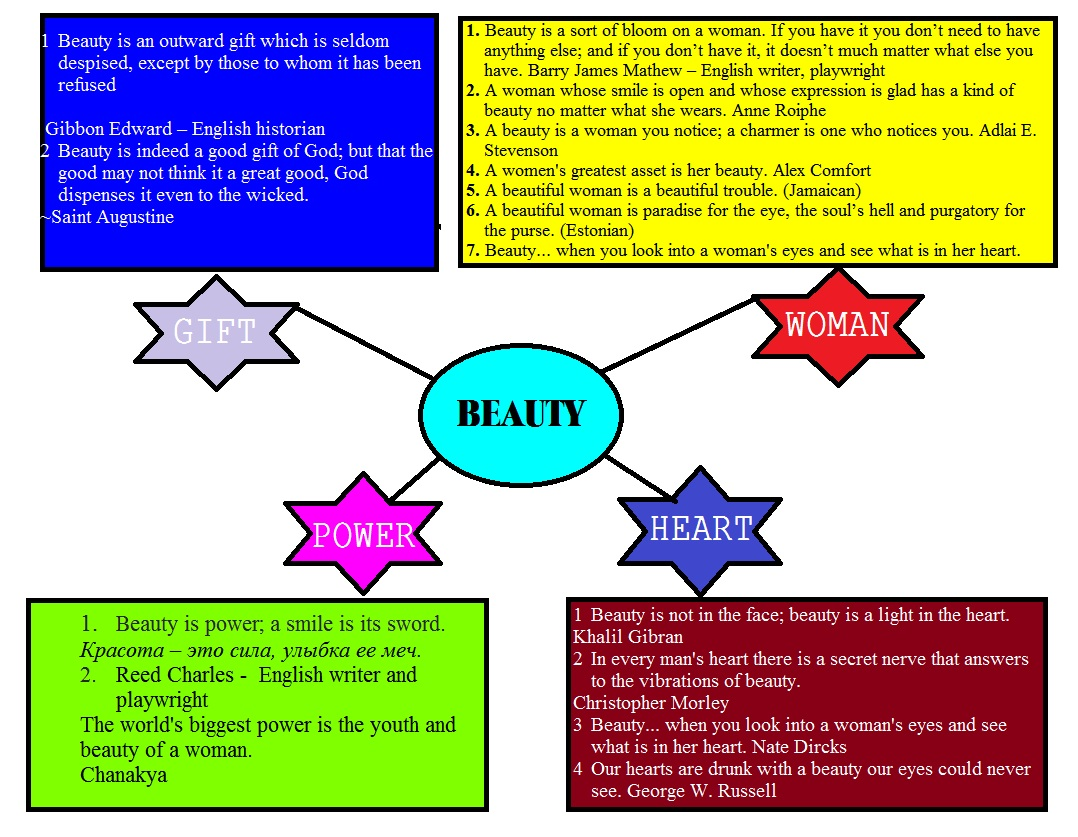 1 Beauty is an outward gift which is seldom
despised, except by those to whom it has been
refused
Gibbon Edward – English historian
2 Beauty is indeed a good gift of God; but that the
good may not think it a great good, God
dispenses it even to the wicked.
~Saint Augustine
1. Beauty is a sort of bloom on a woman. If you have it you don’t need to have
anything else; and if you don’t have it, it doesn’t much matter what else you
have. Barry James Mathew – English writer, playwright
2. A woman whose smile is open and whose expression is glad has a kind of
beauty no matter what she wears. Anne Roiphe
3. A beauty is a woman you notice; a charmer is one who notices you. Adlai E.
Stevenson
4. A women's greatest asset is her beauty. Alex Comfort
5. A beautiful woman is a beautiful trouble. (Jamaican)
6. A beautiful woman is paradise for the eye, the soul’s hell and purgatory for
the purse. (Estonian)
7. Beauty... when you look into a woman's eyes and see what is in her heart.
GIFT
WOMAN
BEAUTY
POWER
HEART
1. Beauty is power; a smile is its sword.
Красота – это сила, улыбка ее меч.
2. Reed Charles - English writer and
playwright
The world's biggest power is the youth and
beauty of a woman.
Chanakya
1 Beauty is not in the face; beauty is a light in the heart.
Khalil Gibran
2 In every man's heart there is a secret nerve that answers
to the vibrations of beauty.
Christopher Morley
3 Beauty... when you look into a woman's eyes and see
what is in her heart. Nate Dircks
4 Our hearts are drunk with a beauty our eyes could never
see. George W. Russell